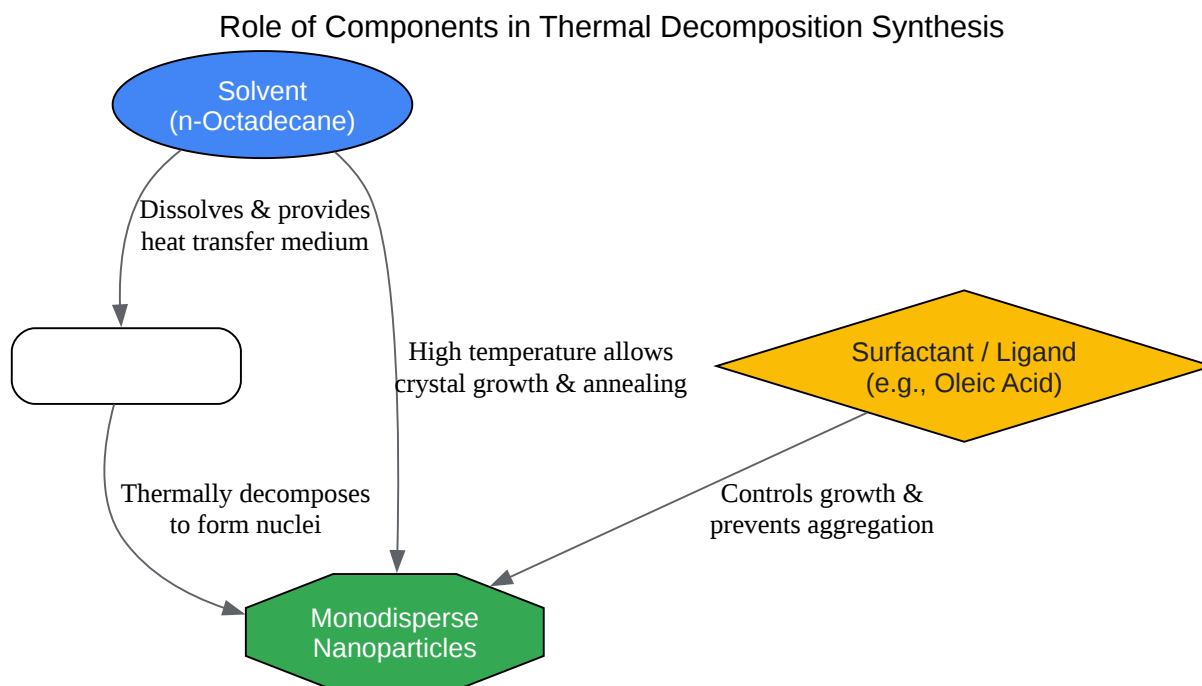 Role of Components in Thermal Decomposition Synthesis
Solvent
(n-Octadecane)
Dissolves & provides
heat transfer medium
High temperature allows
crystal growth & annealing
Surfactant / Ligand
(e.g., Oleic Acid)
Thermally decomposes
to form nuclei
Controls growth &
prevents aggregation
Monodisperse
Nanoparticles